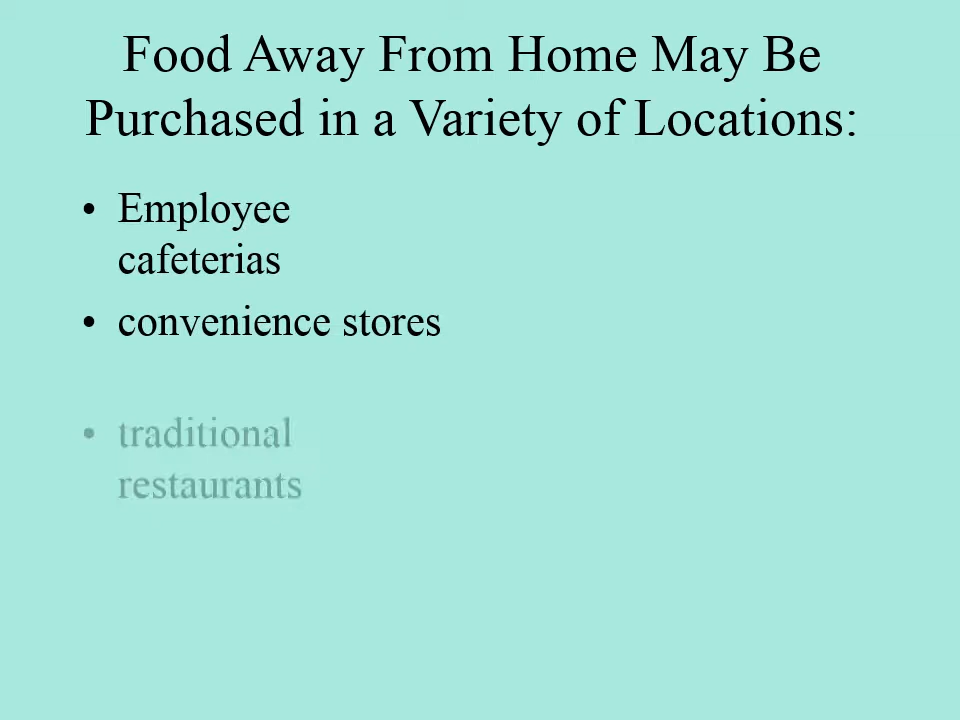 Food Away From Home May Be
Purchased in a Variety of Locations:
• Employee
cafeterias
• convenience stores
• traditional
restaurants